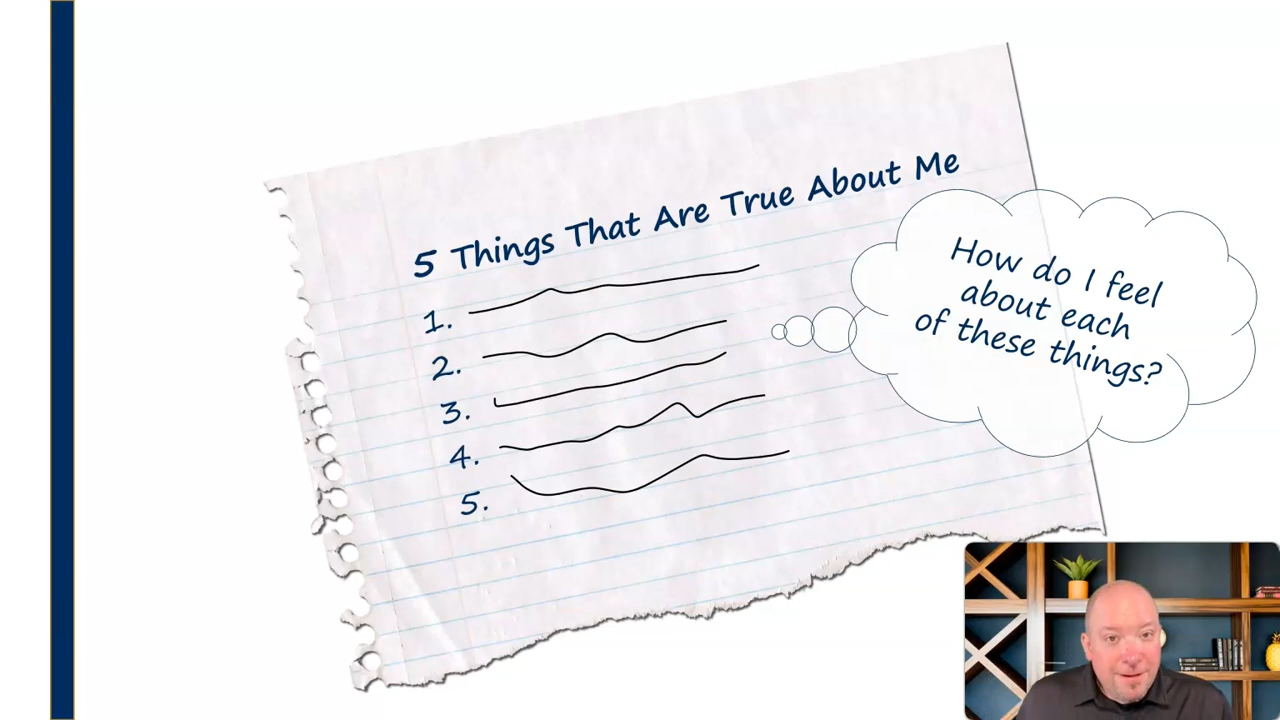 5 Things That Are True About Me
1.
2.
3.
4.
5.
How do I feel
about each
of these things?